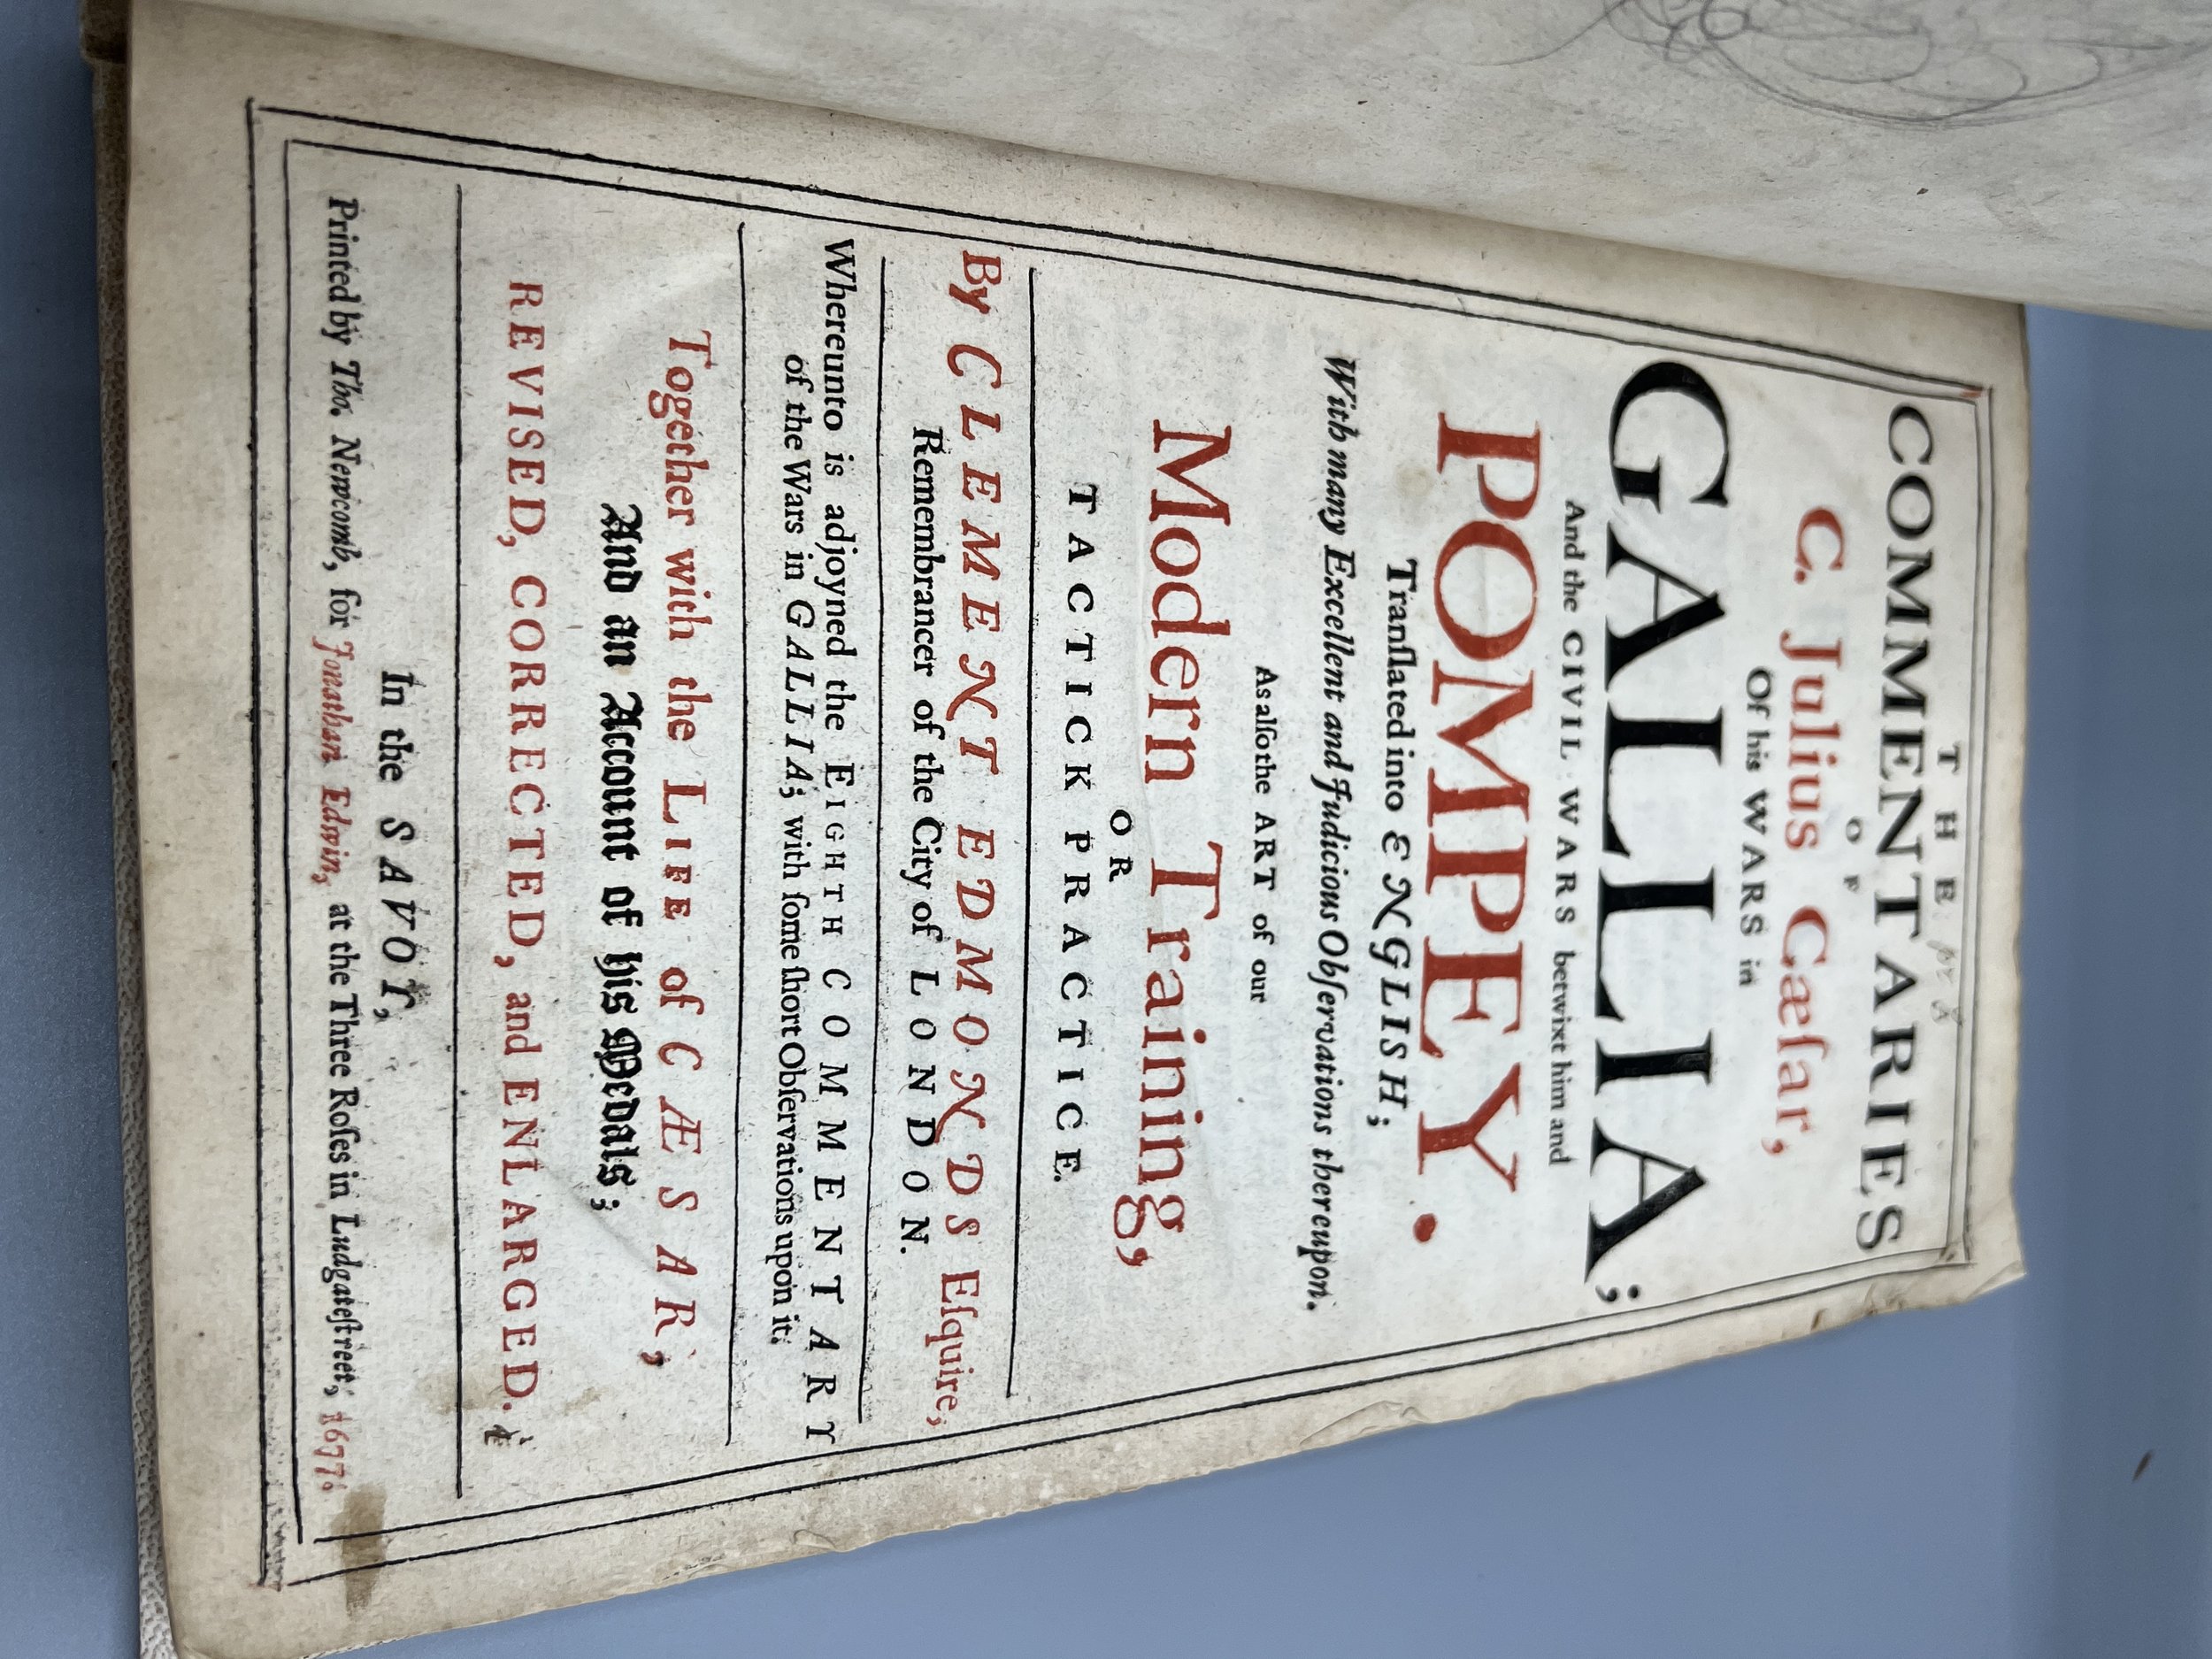 THE
COMMENTARIES
OF
C. Julius Cæſar,
Of his WARS in
GALLIA;
And the CIVIL WARS betwixt him and
POMPEY.
Tranſlated into ENGLISH;
With many Excellent and Judicious Obſervations thereupon.
As alſo the ART of our
Modern Training,
OR
TACTICK PRACTICE.
By CLEMENT EDMONDS Eſquire,
Remembrancer of the City of LONDON.
Whereunto is adjoyned the EIGHTH COMMENTARY
of the Wars in GALLIA; with ſome ſhort Obſervations upon it:
Together with the LIFE of CÆSAR,
And an Account of his Medals;
REVISED, CORRECTED, and ENLARGED.
In the SAVOY,
Printed by Tho. Newcomb, for Jonathan Edwin, at the Three Roſes in Ludgateſtreet, 1677.